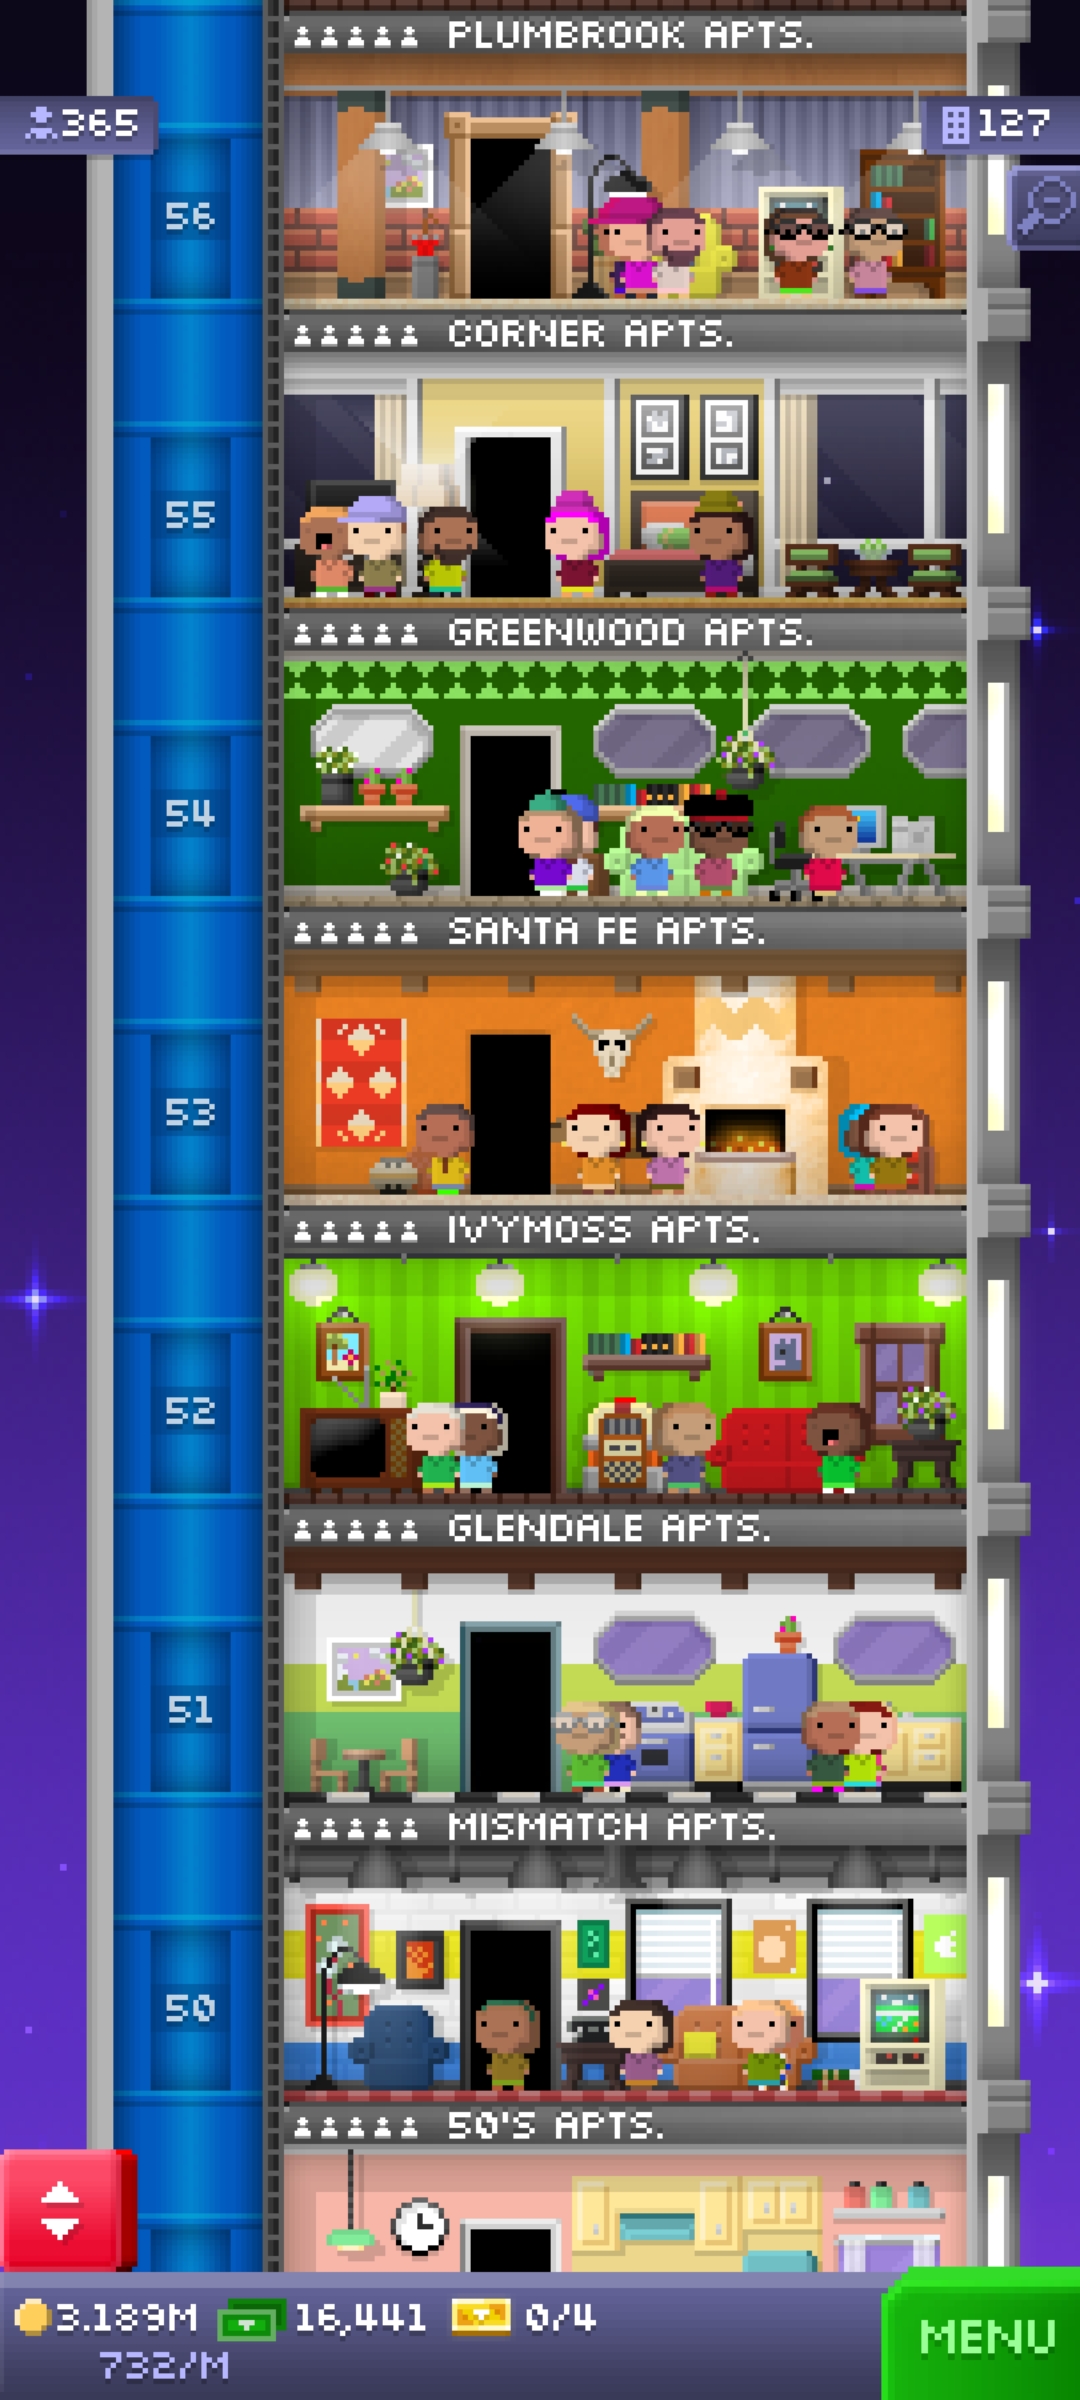 PLUMBROOK APTS.
365
127
56
CORNER APTS.
55
GREENWOOD APTS.
54
SANTA FE APTS.
53
IVYMOSS APTS.
52
GLENDALE APTS.
51
MISMATCH APTS.
50
50'S APTS.
3.189M 16,441 0/4
732/M
MENU